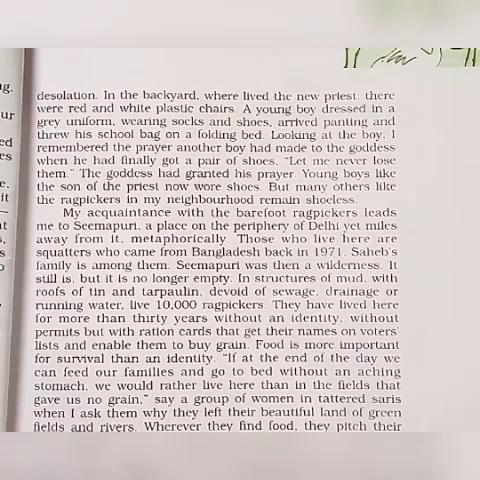 ng.
ur
ed
es
e.
it
—
at
s,
s
o
desolation. In the backyard, where lived the new priest, there
were red and white plastic chairs. A young boy dressed in a
grey uniform, wearing socks and shoes, arrived panting and
threw his school bag on a folding bed. Looking at the boy, I
remembered the prayer another boy had made to the goddess
when he had finally got a pair of shoes, “Let me never lose
them.” The goddess had granted his prayer. Young boys like
the son of the priest now wore shoes. But many others like
the ragpickers in my neighbourhood remain shoeless.
My acquaintance with the barefoot ragpickers leads
me to Seemapuri, a place on the periphery of Delhi yet miles
away from it, metaphorically. Those who live here are
squatters who came from Bangladesh back in 1971. Saheb’s
family is among them. Seemapuri was then a wilderness. It
still is, but it is no longer empty. In structures of mud, with
roofs of tin and tarpaulin, devoid of sewage, drainage or
running water, live 10,000 ragpickers. They have lived here
for more than thirty years without an identity, without
permits but with ration cards that get their names on voters’
lists and enable them to buy grain. Food is more important
for survival than an identity. “If at the end of the day we
can feed our families and go to bed without an aching
stomach, we would rather live here than in the fields that
gave us no grain,” say a group of women in tattered saris
when I ask them why they left their beautiful land of green
fields and rivers. Wherever they find food, they pitch their